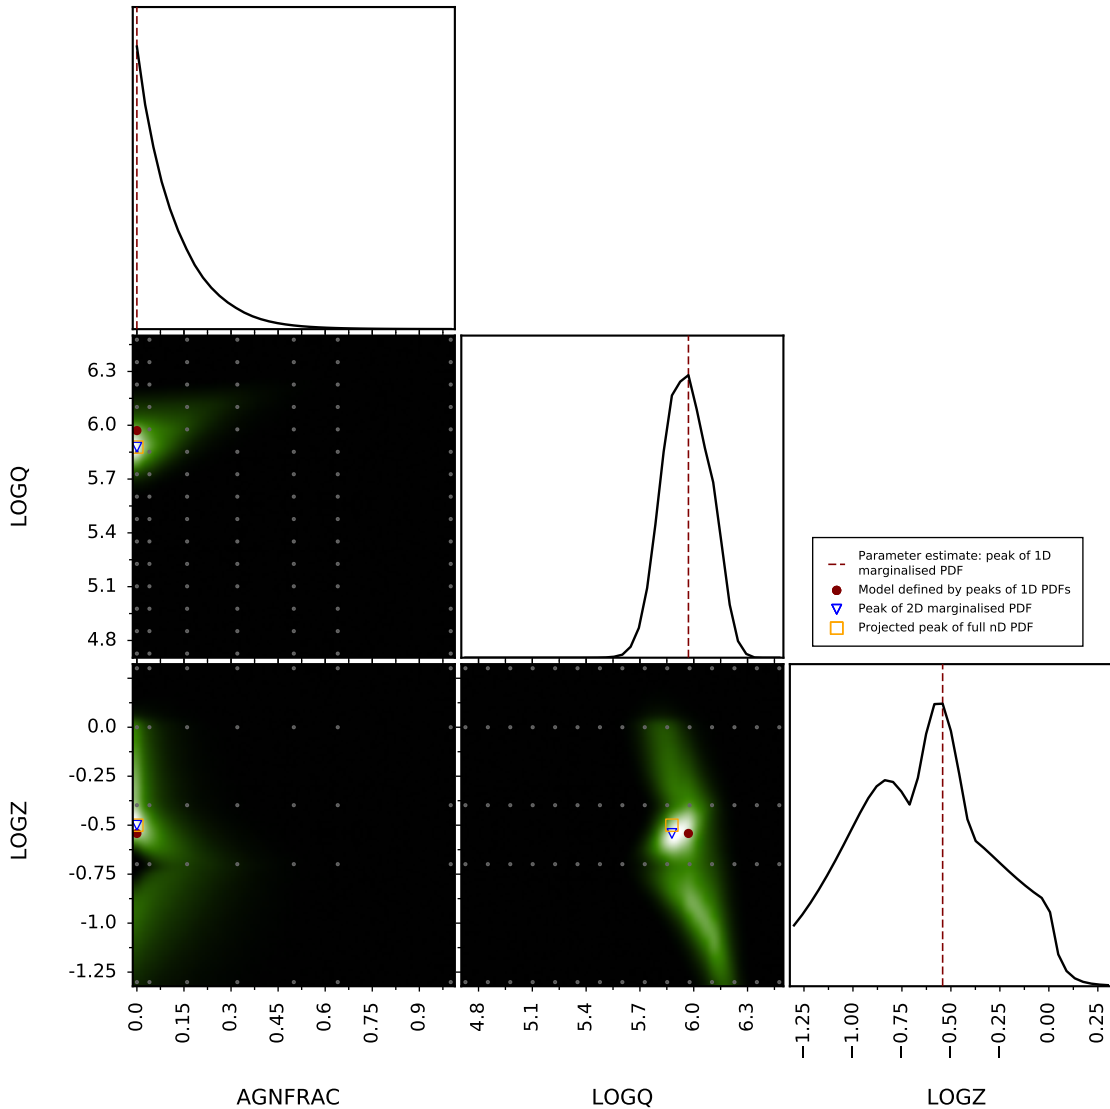 6.3
6.0
5.7
5.4
5.1
4.8
LOGQ
Parameter estimate: peak of 1D
marginalised PDF
Model defined by peaks of 1D PDFs
Peak of 2D marginalised PDF
Projected peak of full nD PDF
0.0
-0.25
-0.5
-0.75
-1.0
-1.25
LOGZ
0.0 0.15 0.3 0.45 0.6 0.75 0.9
4.8 5.1 5.4 5.7 6.0 6.3
−1.25 −1.00 −0.75 −0.50 −0.25 0.00 0.25
AGNFRAC LOGQ LOGZ